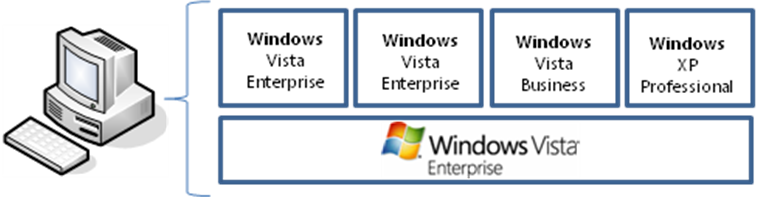 Windows
Vista
Enterprise
Windows
Vista
Enterprise
Windows
Vista
Business
Windows
XP
Professional
Windows Vista
Enterprise